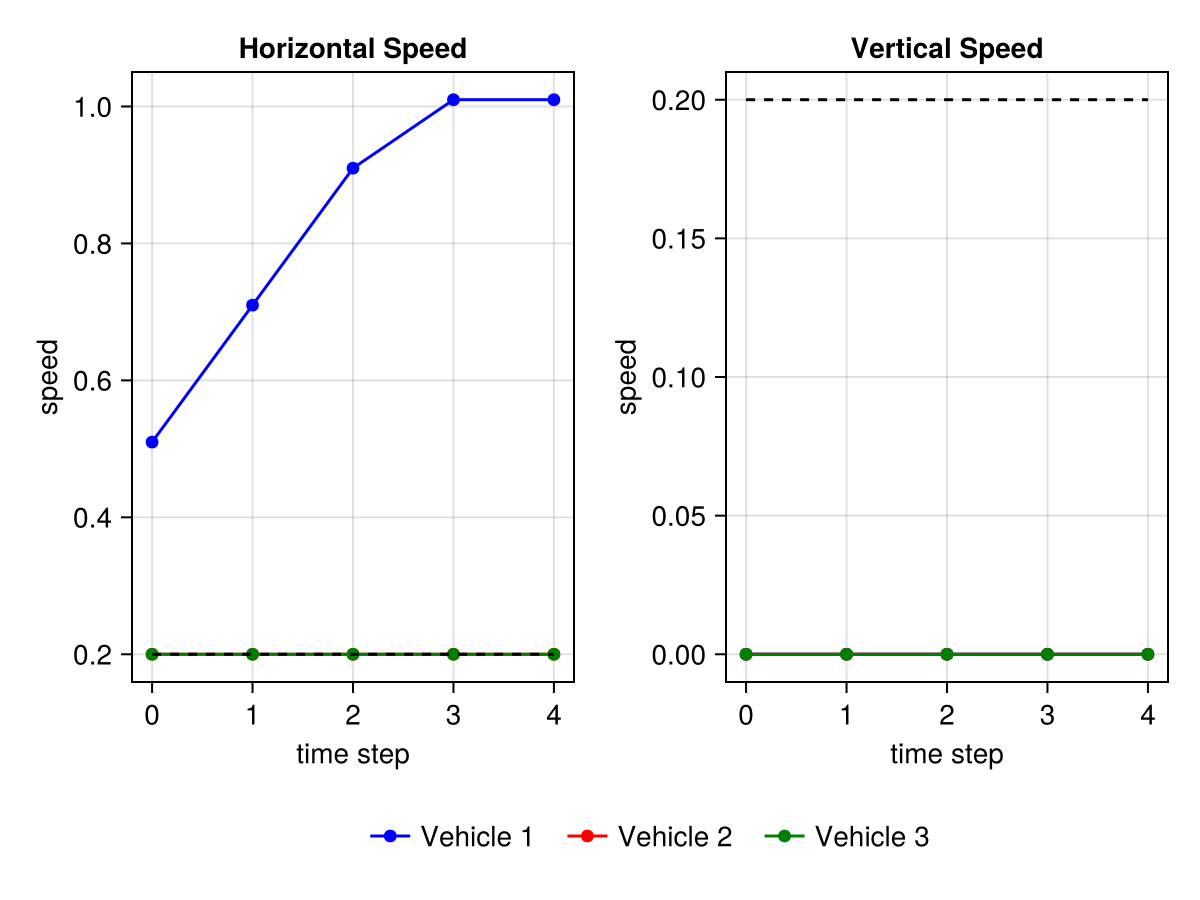 Horizontal Speed
1.0
0.8
0.6
0.4
0.2
speed
0 1 2 3 4
time step
Vertical Speed
0.20
0.15
0.10
0.05
0.00
speed
0 1 2 3 4
time step
Vehicle 1 Vehicle 2 Vehicle 3